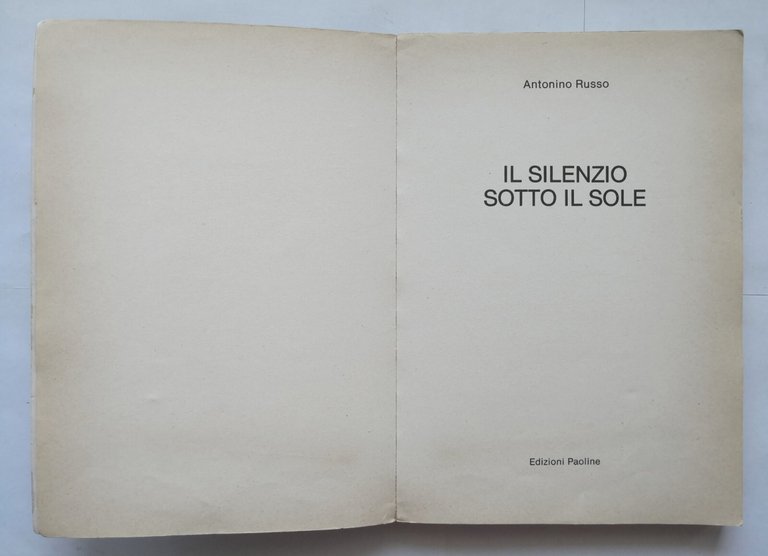 Antonino Russo
IL SILENZIO
SOTTO IL SOLE
Edizioni Paoline